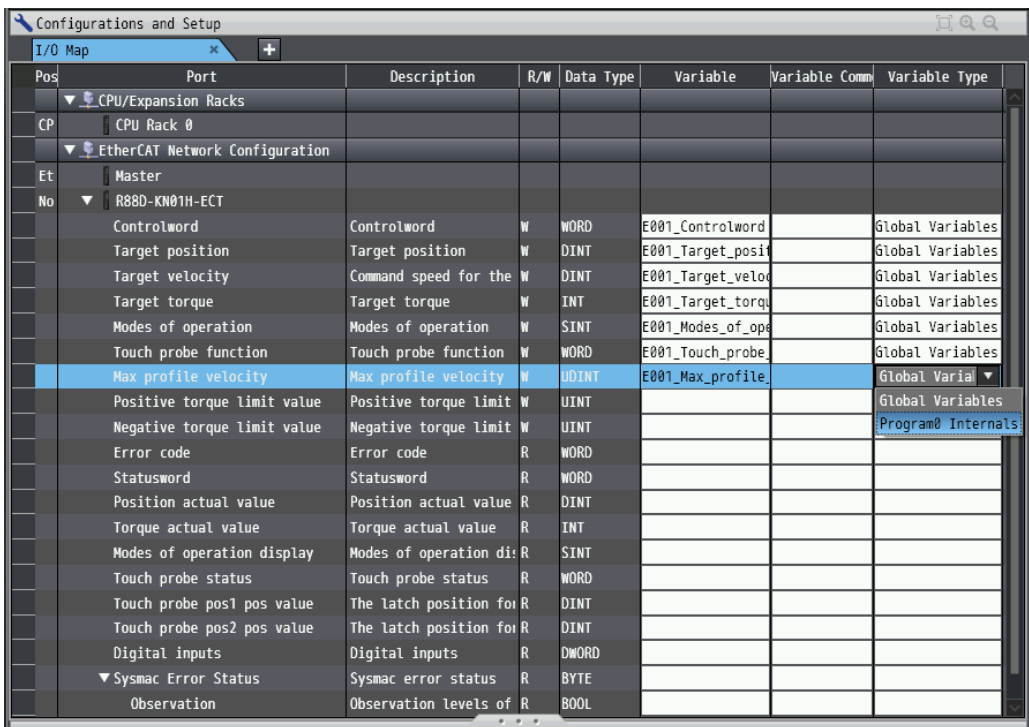 Configurations and Setup
I/O Map
Pos Port Description R/W Data Type Variable Variable Comm Variable Type
CPU/Expansion Racks
CP CPU Rack 0
EtherCAT Network Configuration
Et Master
No R88D-KN01H-ECT
Controlword Controlword W WORD E001_Controlword Global Variables
Target position Target position W DINT E001_Target_posit Global Variables
Target velocity Command speed for the W DINT E001_Target_veloc Global Variables
Target torque Target torque W INT E001_Target_torqu Global Variables
Modes of operation Modes of operation W SINT E001_Modes_of_ope Global Variables
Touch probe function Touch probe function W WORD E001_Touch_probe_ Global Variables
Max profile velocity Max profile velocity W UDINT E001_Max_profile_ Global Varial
Positive torque limit value Positive torque limit W UINT Global Variables
Negative torque limit value Negative torque limit W UINT Program0 Internals
Error code Error code R WORD
Statusword Statusword R WORD
Position actual value Position actual value R DINT
Torque actual value Torque actual value R INT
Modes of operation display Modes of operation dis R SINT
Touch probe status Touch probe status R WORD
Touch probe pos1 pos value The latch position for R DINT
Touch probe pos2 pos value The latch position for R DINT
Digital inputs Digital inputs R DWORD
Sysmac Error Status Sysmac error status R BYTE
Observation Observation levels of R BOOL